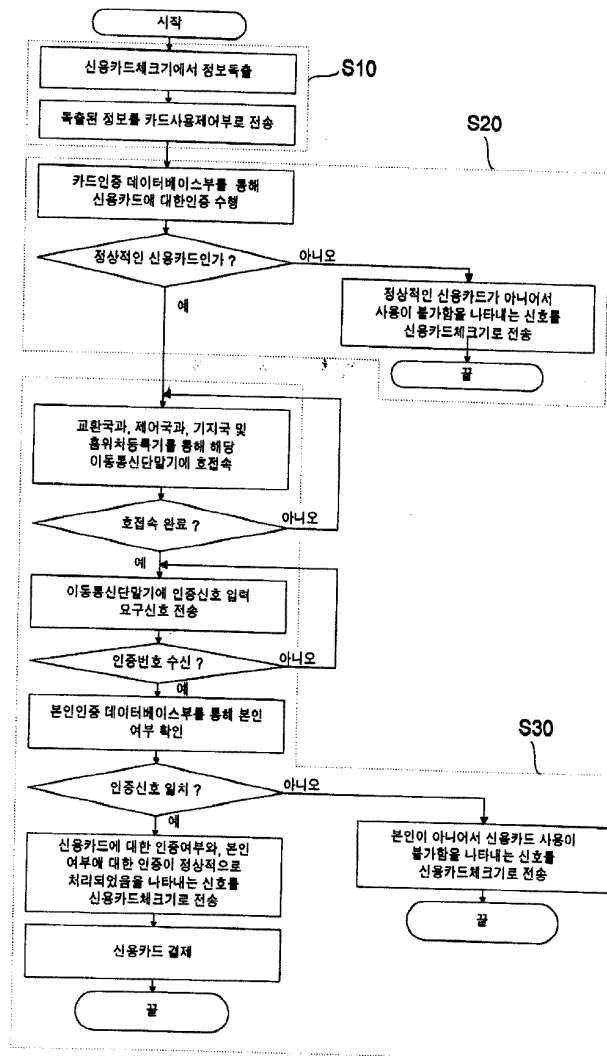 시작
신용카드체크기에서 정보독출
S10
독출된 정보를 카드사용제어부로 전송
S20
카드인증 데이터베이스부를 통해
신용카드에 대한인증 수행
정상적인 신용카드인가 ?
아니오
예
정상적인 신용카드가 아니어서
사용이 불가함을 나타내는 신호를
신용카드체크기로 전송
끝
교환국과, 제어국과, 기지국 및
홈위치등록기를 통해 해당
이동통신단말기에 호접속
호접속 완료 ?
아니오
예
이동통신단말기에 인증신호 입력
요구신호 전송
인증번호 수신 ?
아니오
예
본인인증 데이터베이스부를 통해 본인
여부 확인
S30
인증신호 일치 ?
아니오
예
본인이 아니어서 신용카드 사용이
불가함을 나타내는 신호를
신용카드체크기로 전송
끝
신용카드에 대한 인증여부와, 본인
여부에 대한 인증이 정상적으로
처리되었음을 나타내는 신호를
신용카드체크기로 전송
신용카드 결제
끝